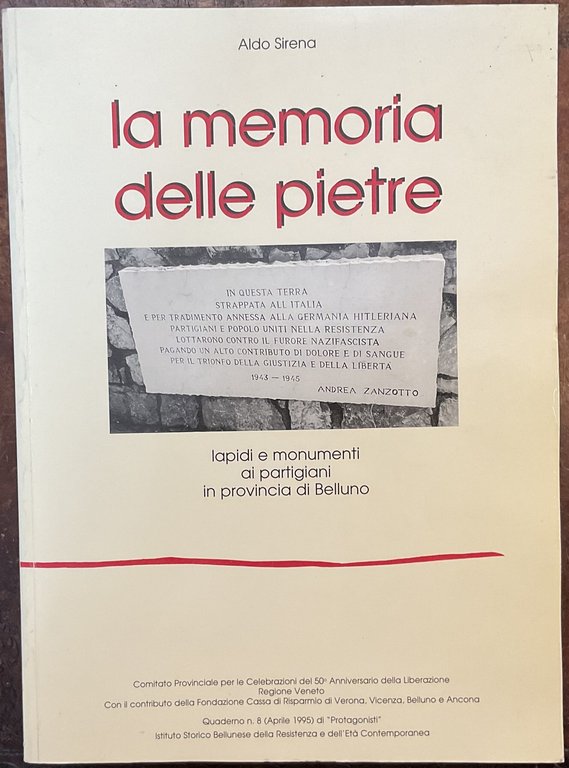 Aldo Sirena
la memoria
delle pietre
IN QUESTA TERRA
STRAPPATA ALL'ITALIA
E PER TRADIMENTO ANNESSA ALLA GERMANIA HITLERIANA
PARTIGIANI E POPOLO UNITI NELLA RESISTENZA
LOTTARONO CONTRO IL FURORE NAZIFASCISTA
PAGANDO UN ALTO CONTRIBUTO DI DOLORE E DI SANGUE
PER IL TRIONFO DELLA GIUSTIZIA E DELLA LIBERTA
1943 — 1945
ANDREA ZANZOTTO
lapidi e monumenti
ai partigiani
in provincia di Belluno
Comitato Provinciale per le Celebrazioni del 50° Anniversario della Liberazione
Regione Veneto
Con il contributo della Fondazione Cassa di Risparmio di Verona, Vicenza, Belluno e Ancona
Quaderno n. 8 (Aprile 1995) di "Protagonisti"
Istituto Storico Bellunese della Resistenza e dell'Età Contemporanea